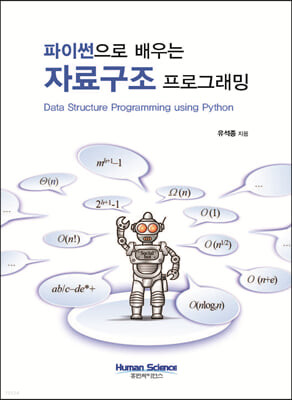 파이썬으로 배우는
자료구조 프로그래밍
Data Structure Programming using Python
유석종 지음
m^{h+1}–1
Θ(n)
Ω(n)
...
2^{h+1}-1
O(1)
O(n!)
O(n^{1/2})
...
O(n+e)
ab/c–de*+
O(nlog₂n)
Human Science
휴먼싸이언스